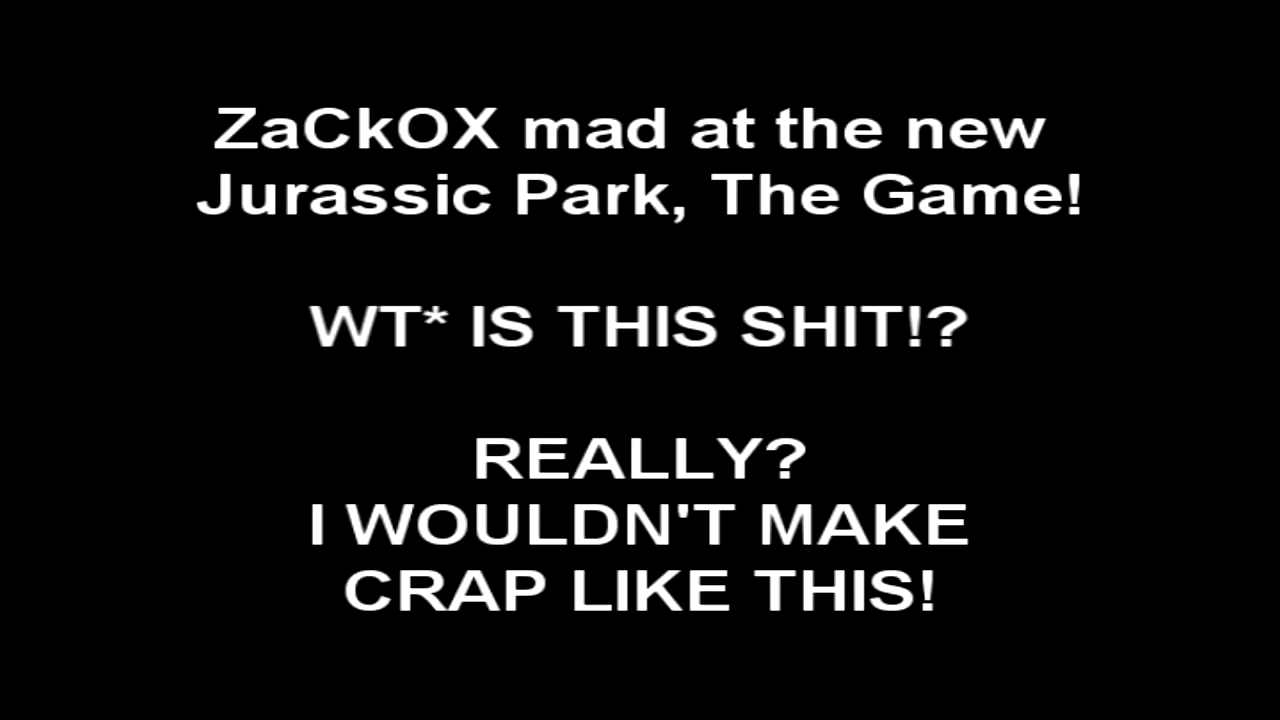 ZaCkOX mad at the new
Jurassic Park, The Game!
WT* IS THIS SHIT!?
REALLY?
I WOULDN'T MAKE
CRAP LIKE THIS!